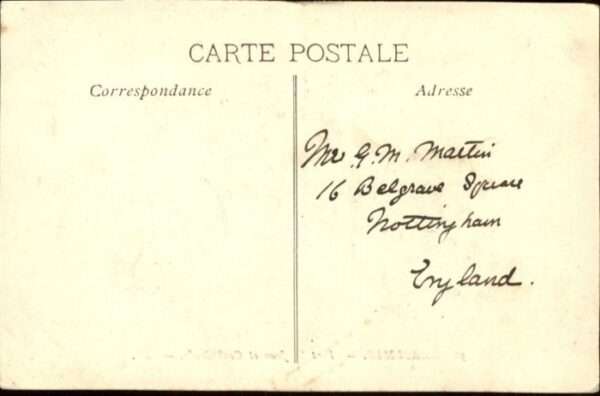 CARTE POSTALE
Correspondance
Adresse
Mr G. M. Martin
16 Belgrave Square
Nottingham
England.